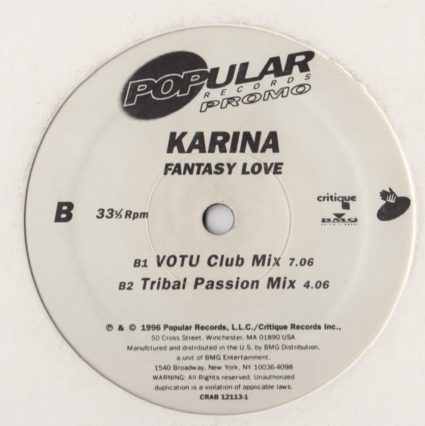 POPULAR
RECORDS
PROMO
KARINA
FANTASY LOVE
B 33⅓ Rpm
critique
BMG
B1 VOTU Club Mix 7.06
B2 Tribal Passion Mix 4.06
℗ & © 1996 Popular Records, L.L.C./Critique Records Inc.,
50 Cross Street, Winchester, MA 01890 USA
Manufctured and distributed in the U.S. by BMG Distribution,
a unit of BMG Entertainment,
1540 Broadway, New York, NY 10036-4098
WARNING: All Rights reserved. Unauthorized
duplication is a violation of applicable laws.
CRAB 12113-1